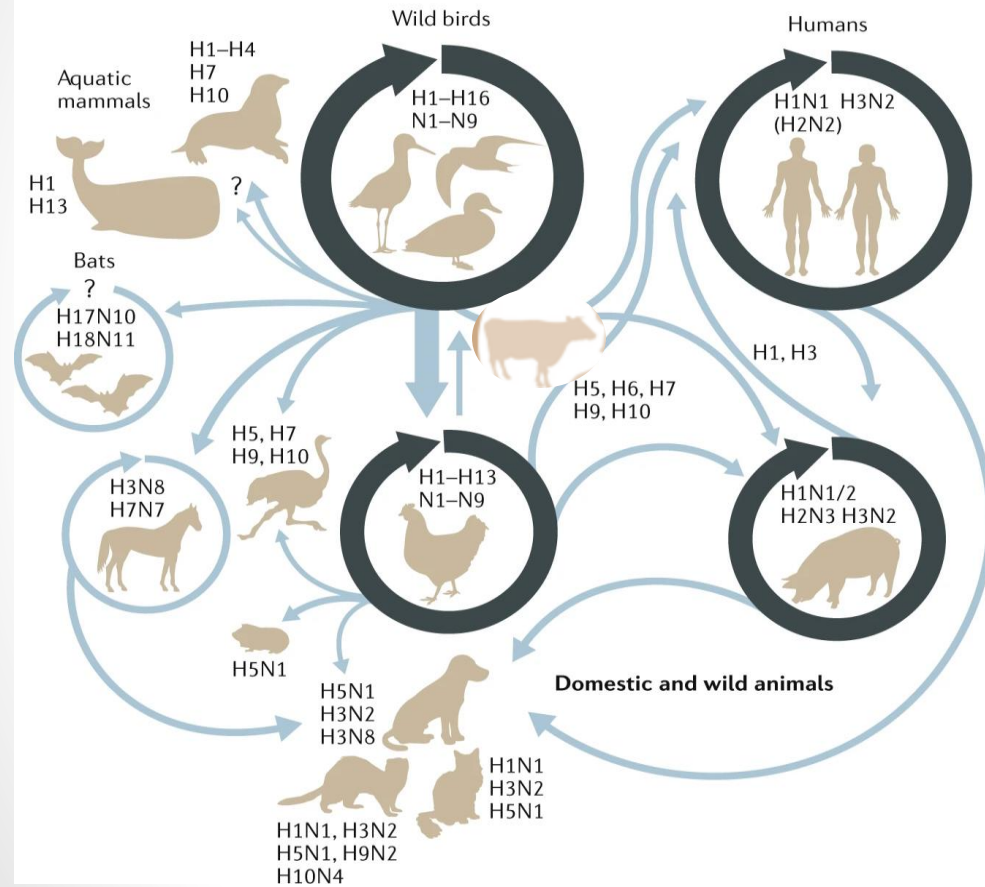 Wild birds
Humans
H1–H4
H7
H10
Aquatic
mammals
H1–H16
N1–N9
H1N1 H3N2
(H2N2)
?
H1
H13
Bats
?
H17N10
H18N11
H1, H3
H5, H6, H7
H9, H10
H5, H7
H9, H10
H1–H13
N1–N9
H3N8
H7N7
H1N1/2
H2N3 H3N2
H5N1
Domestic and wild animals
H5N1
H3N2
H3N8
H1N1
H3N2
H5N1
H1N1, H3N2
H5N1, H9N2
H10N4